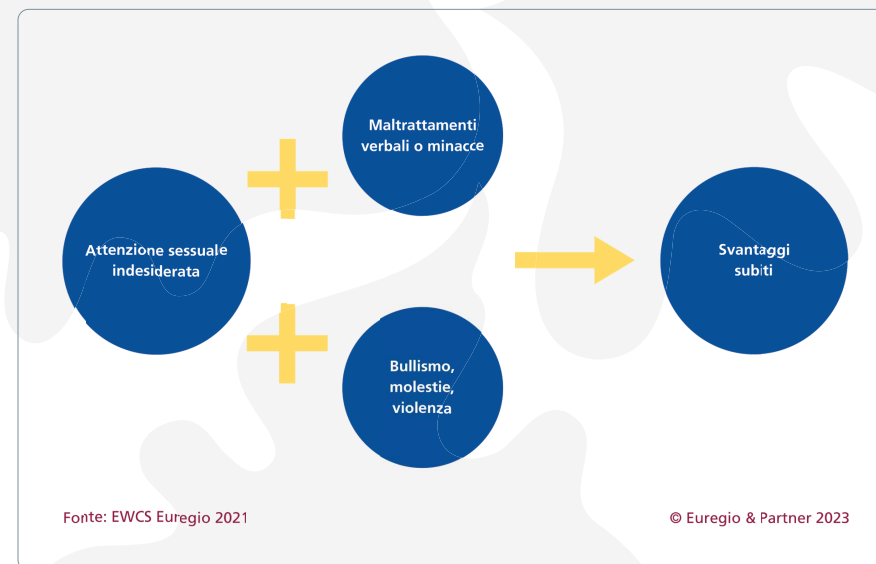 Maltrattamenti
verbali o minacce
Attenzione sessuale
indesiderata
Svantaggi
subiti
Bullismo,
molestie,
violenza
Fonte: EWCS Euregio 2021
© Euregio & Partner 2023